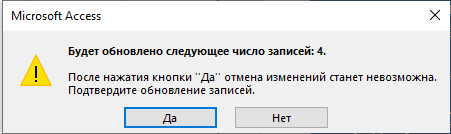 Microsoft Access
Будет обновлено следующее число записей: 4.
После нажатия кнопки "Да" отмена изменений станет невозможна.
Подтвердите обновление записей.
Да
Нет